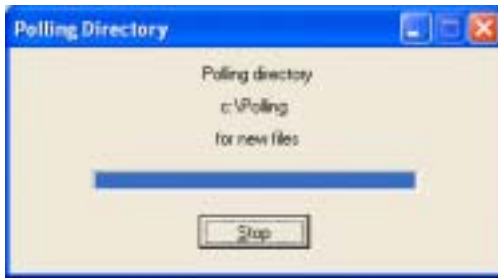 Polling Directory
Polling directory
c:\Polling
for new files
Stop